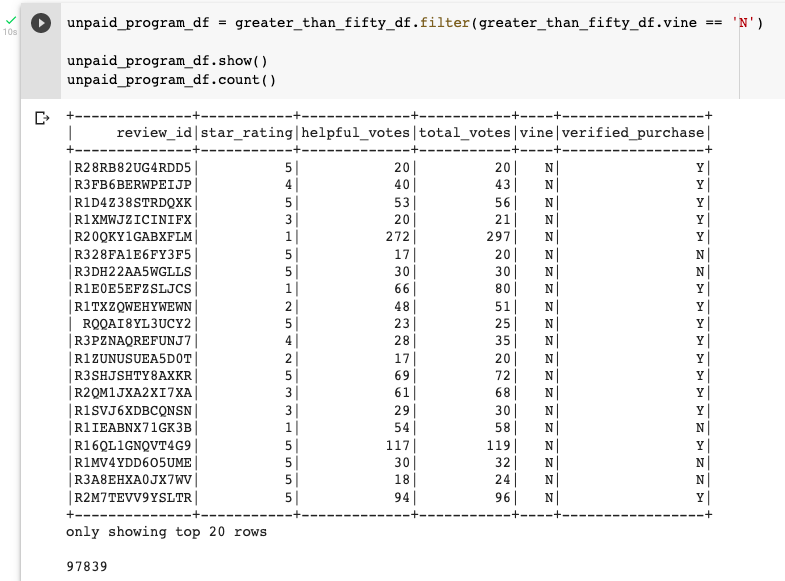 unpaid_program_df = greater_than_fifty_df.filter(greater_than_fifty_df.vine == 'N')
10s
unpaid_program_df.show()
unpaid_program_df.count()
+--------------+-----------+-------------+-----------+----+-----------------+
|     review_id|star_rating|helpful_votes|total_votes|vine|verified_purchase|
+--------------+-----------+-------------+-----------+----+-----------------+
|R28RB82UG4RDD5|          5|           20|         20|   N|                Y|
|R3FB6BERWPEIJP|          4|           40|         43|   N|                Y|
|R1D4Z38STRDQXK|          5|           53|         56|   N|                Y|
|R1XMWJZICINIFX|          3|           20|         21|   N|                Y|
|R20QKY1GABXFLM|          1|          272|        297|   N|                Y|
|R328FA1E6FY3F5|          5|           17|         20|   N|                N|
|R3DH22AA5WGLLS|          5|           30|         30|   N|                N|
|R1E0E5EFZSLJCS|          1|           66|         80|   N|                Y|
|R1TXZQWEHYWEWN|          2|           48|         51|   N|                Y|
| RQQAI8YL3UCY2|          5|           23|         25|   N|                Y|
|R3PZNAQREFUNJ7|          4|           28|         35|   N|                Y|
|R1ZUNUSUEA5D0T|          2|           17|         20|   N|                Y|
|R3SHJSHTY8AXKR|          5|           69|         72|   N|                Y|
|R2QM1JXA2XI7XA|          3|           61|         68|   N|                Y|
|R1SVJ6XDBCQNSN|          3|           29|         30|   N|                Y|
|R1IEABNX71GK3B|          1|           54|         58|   N|                N|
|R16QL1GNQVT4G9|          5|          117|        119|   N|                Y|
|R1MV4YDD6O5UME|          5|           30|         32|   N|                N|
|R3A8EHXA0JX7WV|          5|           18|         24|   N|                N|
|R2M7TEVV9YSLTR|          5|           94|         96|   N|                Y|
+--------------+-----------+-------------+-----------+----+-----------------+
only showing top 20 rows
97839